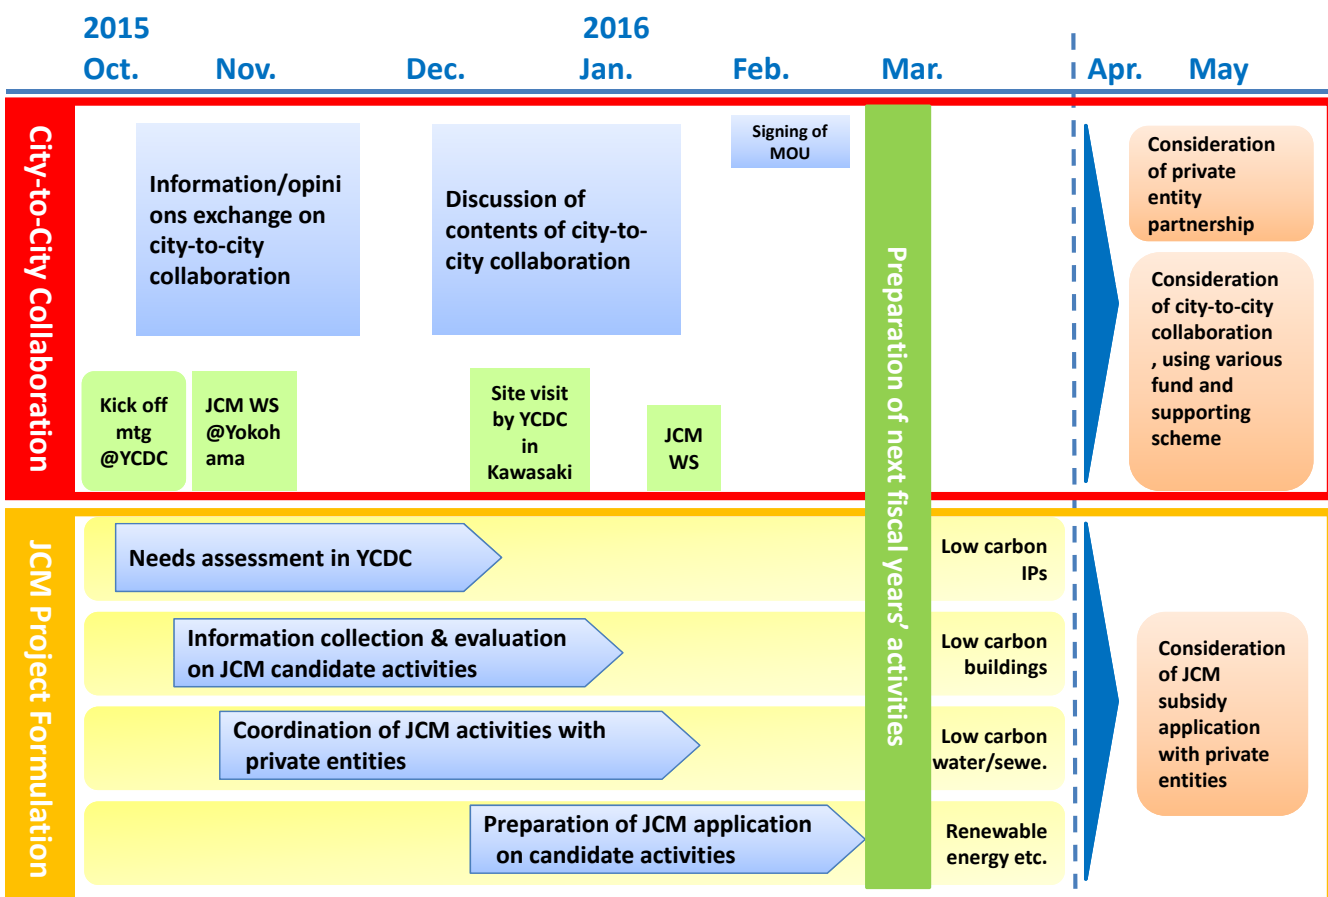 2015
2016
Oct.
Nov.
Dec.
Jan.
Feb.
Mar.
Apr.
May
City-to-City Collaboration
Information/opini
ons exchange on
city-to-city
collaboration
Discussion of
contents of city-to-
city collaboration
Signing of
MOU
Kick off
mtg
@YCDC
JCM WS
@Yokoh
ama
Site visit
by YCDC
in
Kawasaki
JCM
WS
Preparation of next fiscal years’ activities
Consideration
of private
entity
partnership
Consideration
of city-to-city
collaboration
, using various
fund and
supporting
scheme
JCM Project Formulation
Needs assessment in YCDC
Low carbon
IPs
Information collection & evaluation
on JCM candidate activities
Low carbon
buildings
Coordination of JCM activities with
private entities
Low carbon
water/sewe.
Preparation of JCM application
on candidate activities
Renewable
energy etc.
Consideration
of JCM
subsidy
application
with private
entities